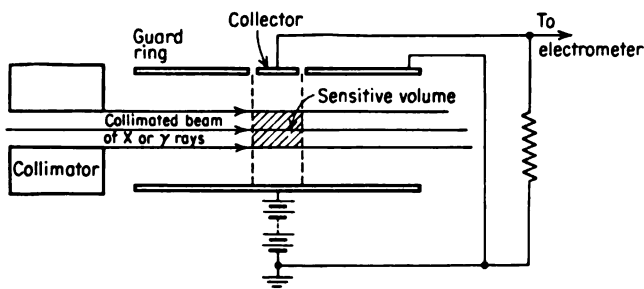 Collector
To
electrometer
Guard
ring
Sensitive volume
Collimated beam
of X or γ rays
Collimator